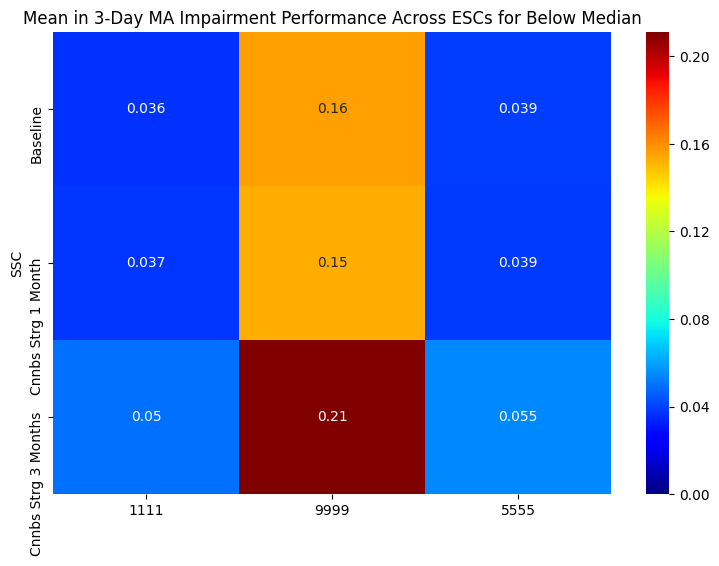 Mean in 3-Day MA Impairment Performance Across ESCs for Below Median
SSC
Baseline
0.036 0.16 0.039
Cnnbs Strg 1 Month
0.037 0.15 0.039
Cnnbs Strg 3 Months
0.05 0.21 0.055
1111 9999 5555
0.20
0.16
0.12
0.08
0.04
0.00